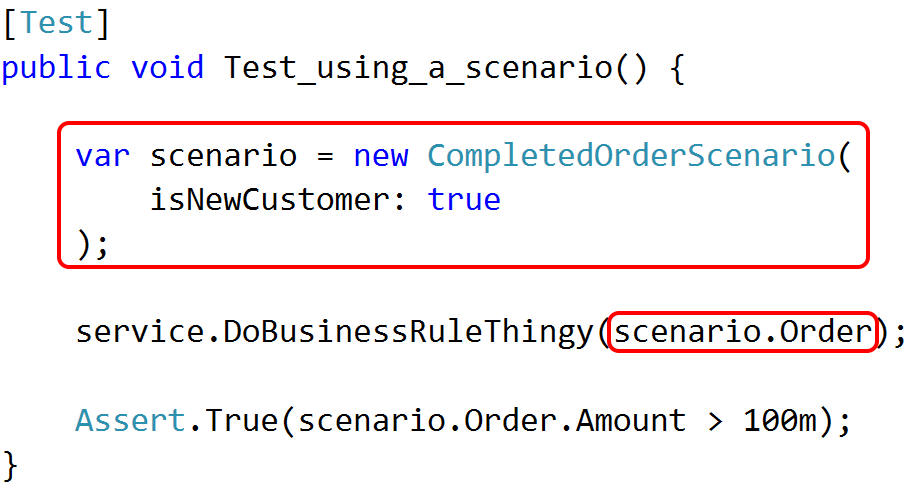 [Test]
public void Test_using_a_scenario() {
var scenario = new CompletedOrderScenario(
isNewCustomer: true
);
service.DoBusinessRuleThingy(scenario.Order);
Assert.True(scenario.Order.Amount > 100m);
}